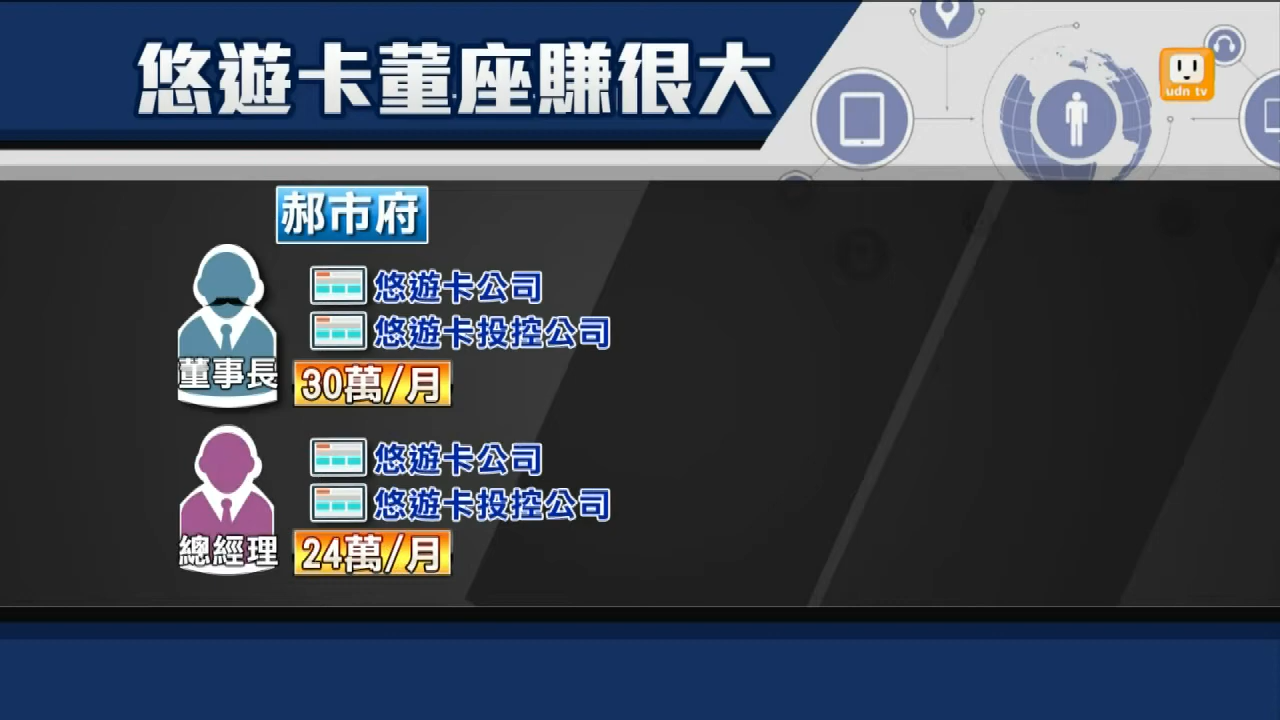 悠遊卡董座賺很大
udn tv
郝市府
悠遊卡公司
悠遊卡投控公司
董事長
30萬/月
悠遊卡公司
悠遊卡投控公司
總經理
24萬/月